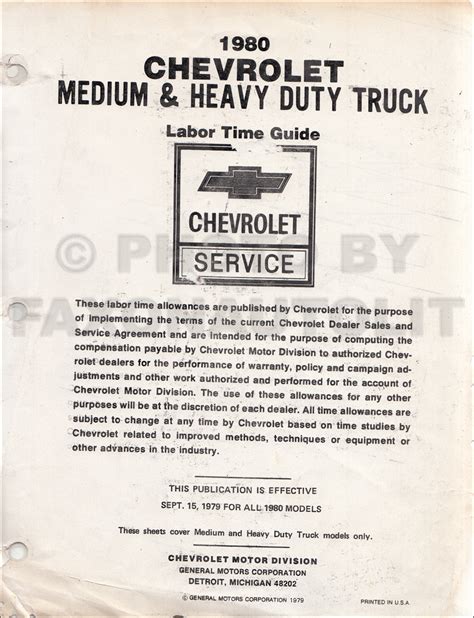 1980
CHEVROLET
MEDIUM & HEAVY DUTY TRUCK
Labor Time Guide
CHEVROLET
SERVICE
© PHOTO BY
These labor time allowances are published by Chevrolet for the purpose
of implementing the terms of the current Chevrolet Dealer Sales and
Service Agreement and are intended for the purpose of computing the
compensation payable by Chevrolet Motor Division to authorized Chev-
rolet dealers for the performance of warranty, policy and campaign ad-
justments and other work authorized and performed for the account of
Chevrolet Motor Division. The use of these allowances for any other
purposes will be at the discretion of each dealer. All time allowances are
subject to change at any time by Chevrolet based on time studies by
Chevrolet related to improved methods, techniques or equipment or
other advances in the industry.
THIS PUBLICATION IS EFFECTIVE
SEPT. 15, 1979 FOR ALL 1980 MODELS
These sheets cover Medium and Heavy Duty Truck models only.
CHEVROLET MOTOR DIVISION
GENERAL MOTORS CORPORATION
DETROIT, MICHIGAN 48202
© GENERAL MOTORS CORPORATION 1979
PRINTED IN U.S.A